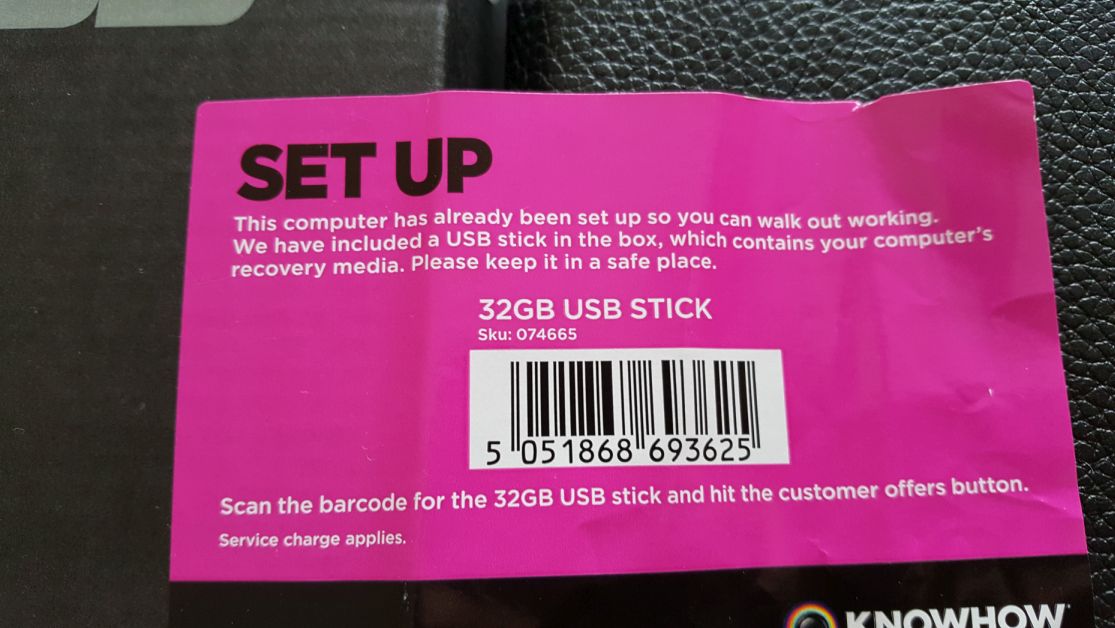 SET UP
This computer has already been set up so you can walk out working.
We have included a USB stick in the box, which contains your computer's
recovery media. Please keep it in a safe place.
32GB USB STICK
Sku: 074665
5 051868 693625
Scan the barcode for the 32GB USB stick and hit the customer offers button.
Service charge applies.
KNOWHOW